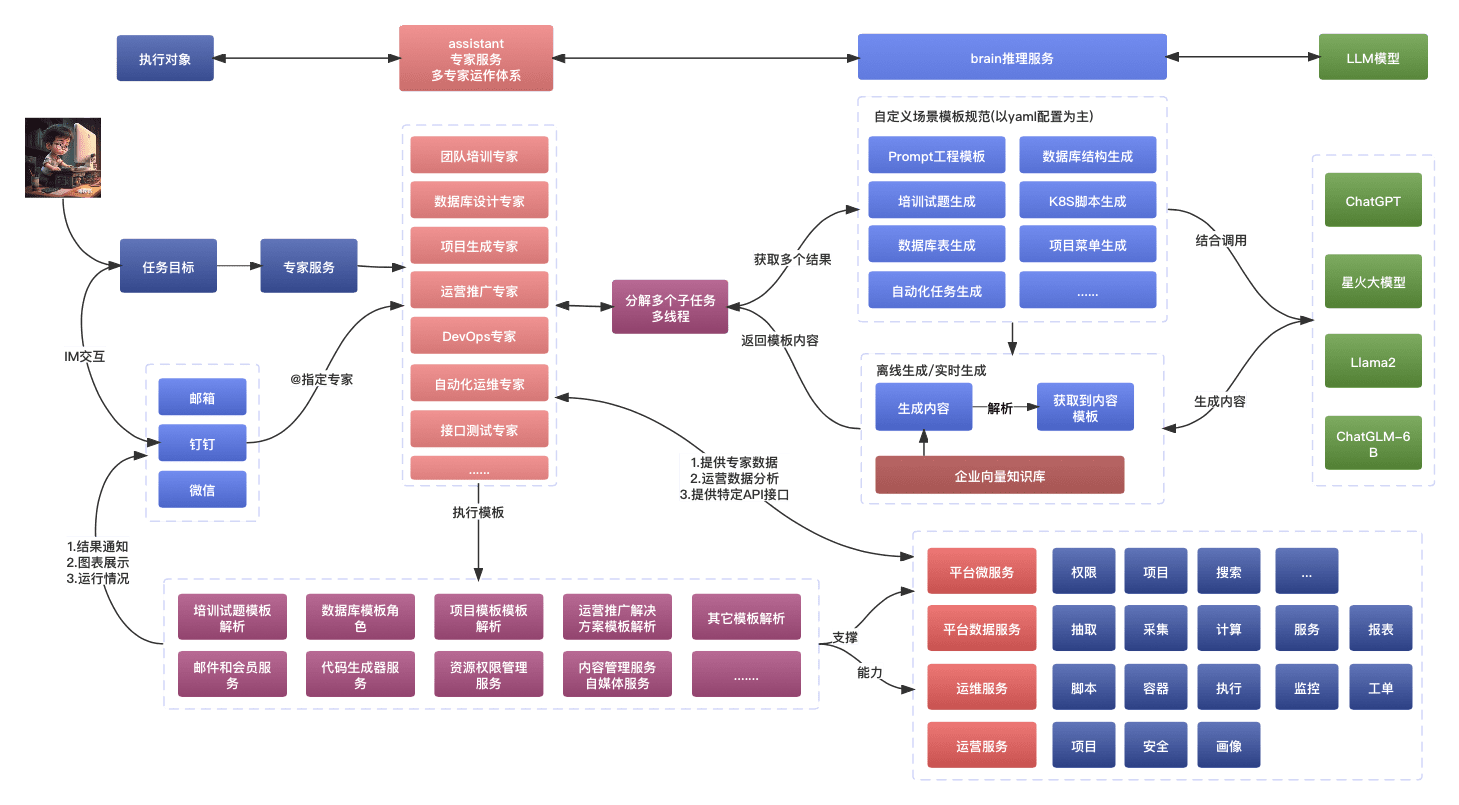 执行对象
assistant
专家服务
多专家运作体系
brain推理服务
LLM模型
任务目标
专家服务
IM交互
邮箱
钉钉
微信
@指定专家
1.结果通知
2.图表展示
3.运行情况
团队培训专家
数据库设计专家
项目生成专家
运营推广专家
DevOps专家
自动化运维专家
接口测试专家
......
执行模板
分解多个子任务
多线程
获取多个结果
返回模板内容
自定义场景模板规范(以yaml配置为主)
Prompt工程模板
数据库结构生成
培训试题生成
K8S脚本生成
数据库表生成
项目菜单生成
自动化任务生成
......
离线生成/实时生成
生成内容
解析
获取到内容
模板
企业向量知识库
结合调用
生成内容
ChatGPT
星火大模型
Llama2
ChatGLM-6
B
1.提供专家数据
2.运营数据分析
3.提供特定API接口
培训试题模板
解析
数据库模板角
色
项目模板模板
解析
运营推广解决
方案模板解析
其它模板解析
邮件和会员服
务
代码生成器服
务
资源权限管理
服务
内容管理服务
自媒体服务
.......
支撑
能力
平台微服务
权限
项目
搜索
...
平台数据服务
抽取
采集
计算
服务
报表
运维服务
脚本
容器
执行
监控
工单
运营服务
项目
安全
画像